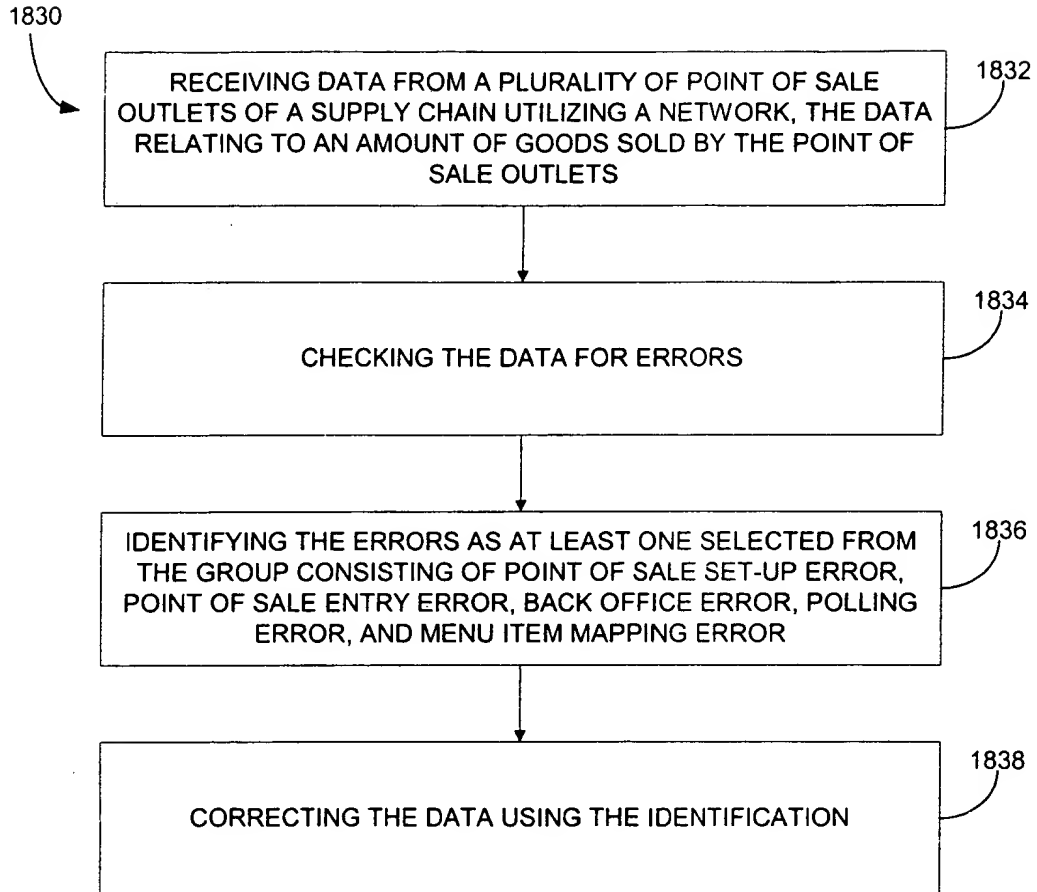 1830
RECEIVING DATA FROM A PLURALITY OF POINT OF SALE
OUTLETS OF A SUPPLY CHAIN UTILIZING A NETWORK, THE DATA
RELATING TO AN AMOUNT OF GOODS SOLD BY THE POINT OF
SALE OUTLETS
1832
CHECKING THE DATA FOR ERRORS
1834
IDENTIFYING THE ERRORS AS AT LEAST ONE SELECTED FROM
THE GROUP CONSISTING OF POINT OF SALE SET-UP ERROR,
POINT OF SALE ENTRY ERROR, BACK OFFICE ERROR, POLLING
ERROR, AND MENU ITEM MAPPING ERROR
1836
CORRECTING THE DATA USING THE IDENTIFICATION
1838